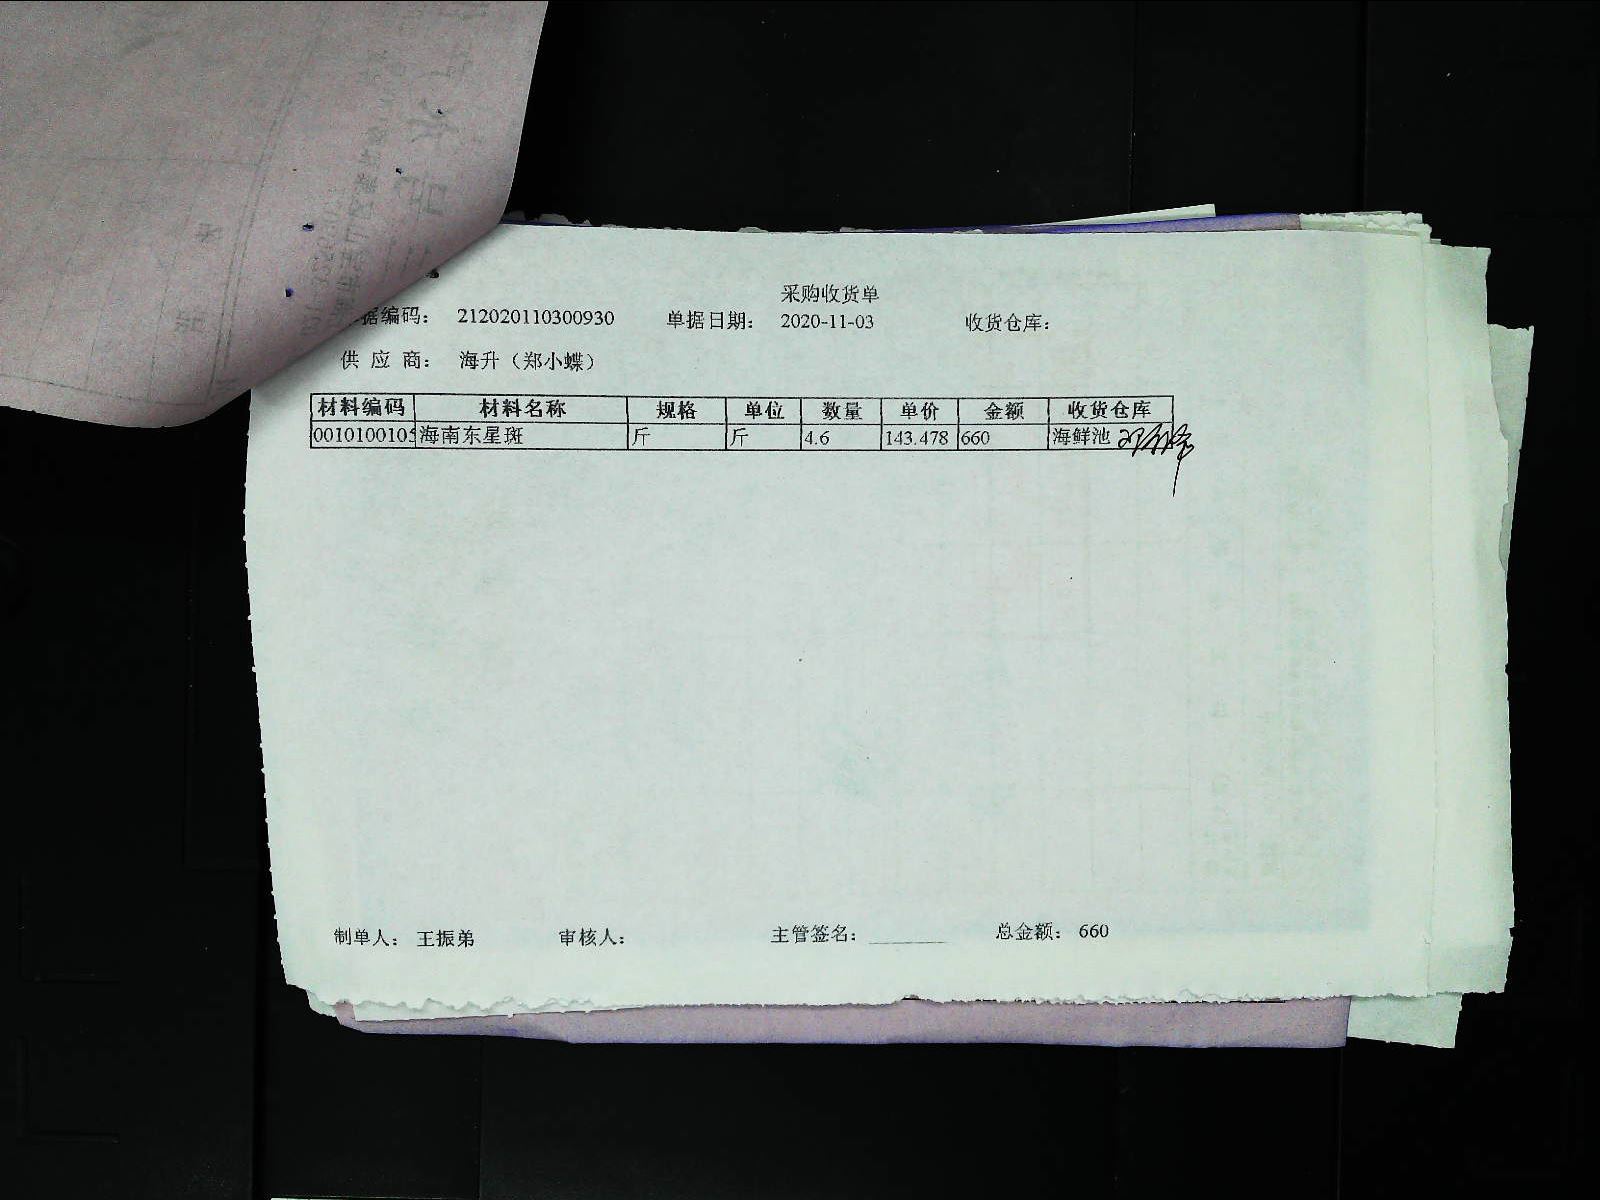 采购收货单
据编码： 212020110300930 单据日期： 2020-11-03 收货仓库：
供 应 商： 海升（郑小蝶）
材料编码 材料名称 规格 单位 数量 单价 金额 收货仓库
0010100105 海南东星斑 斤 斤 4.6 143.478 660 海鲜池
制单人： 王振弟 审核人： 主管签名： 总金额： 660